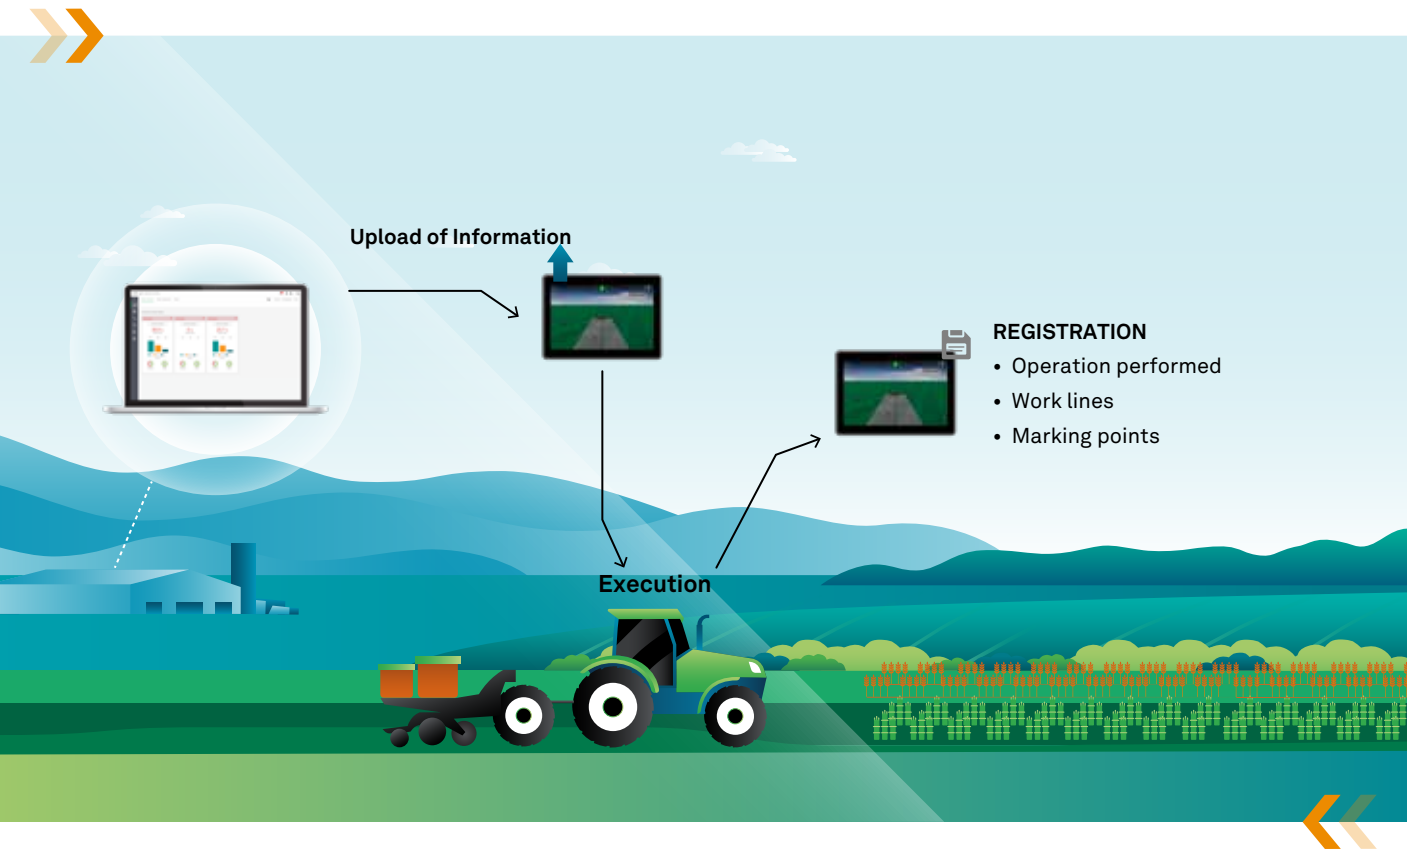 Upload of Information
REGISTRATION
• Operation performed
• Work lines
• Marking points
Execution